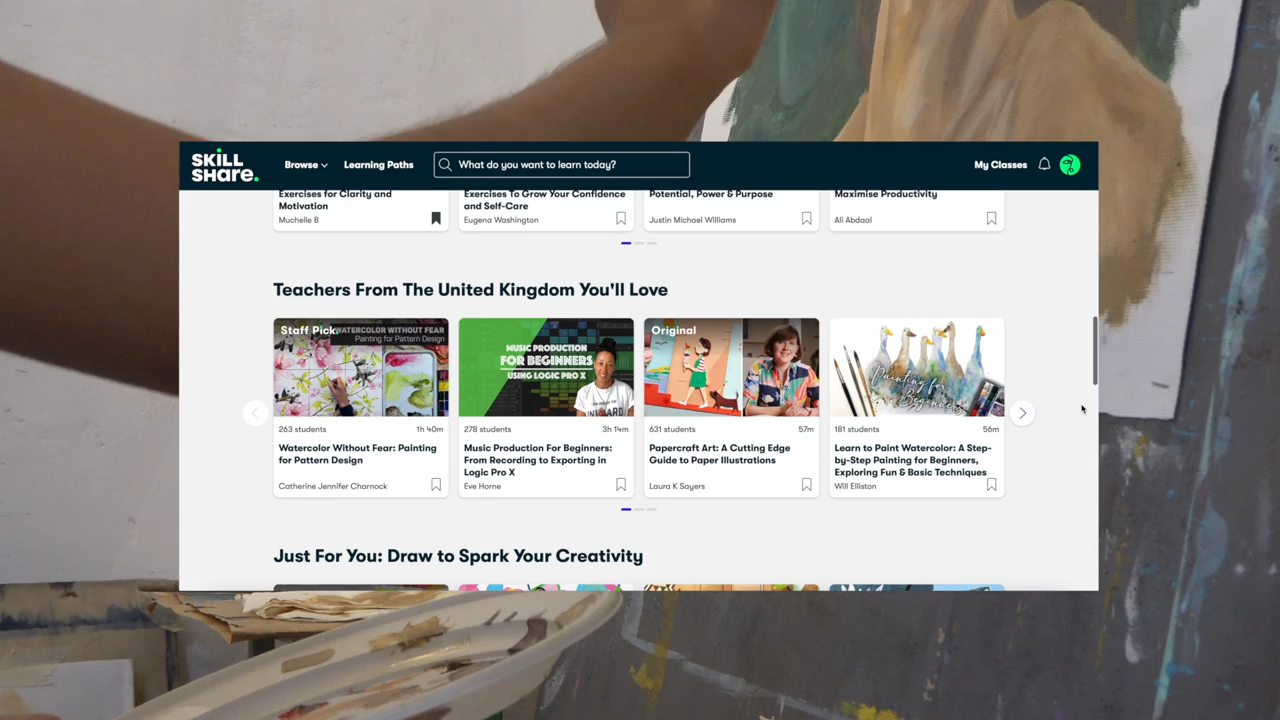 SKILL
SHARE.
Browse
Learning Paths
What do you want to learn today?
My Classes
Exercises for Clarity and
Motivation
Muchelle B
Exercises To Grow Your Confidence
and Self-Care
Eugena Washington
Potential, Power & Purpose
Justin Michael Williams
Maximise Productivity
Ali Abdaal
Teachers From The United Kingdom You'll Love
Staff Pick.
WATERCOLOR WITHOUT FEAR
Painting for Pattern Design
263 students
1h 40m
Watercolor Without Fear: Painting
for Pattern Design
Catherine Jennifer Charnock
MUSIC PRODUCTION
FOR BEGINNERS
USING LOGIC PRO X
278 students
3h 14m
Music Production For Beginners:
From Recording to Exporting in
Logic Pro X
Eve Horne
Original
631 students
57m
Papercraft Art: A Cutting Edge
Guide to Paper Illustrations
Laura K Sayers
Painting for
Beginners
181 students
56m
Learn to Paint Watercolor: A Step-
by-Step Painting for Beginners,
Exploring Fun & Basic Techniques
Will Elliston
Just For You: Draw to Spark Your Creativity